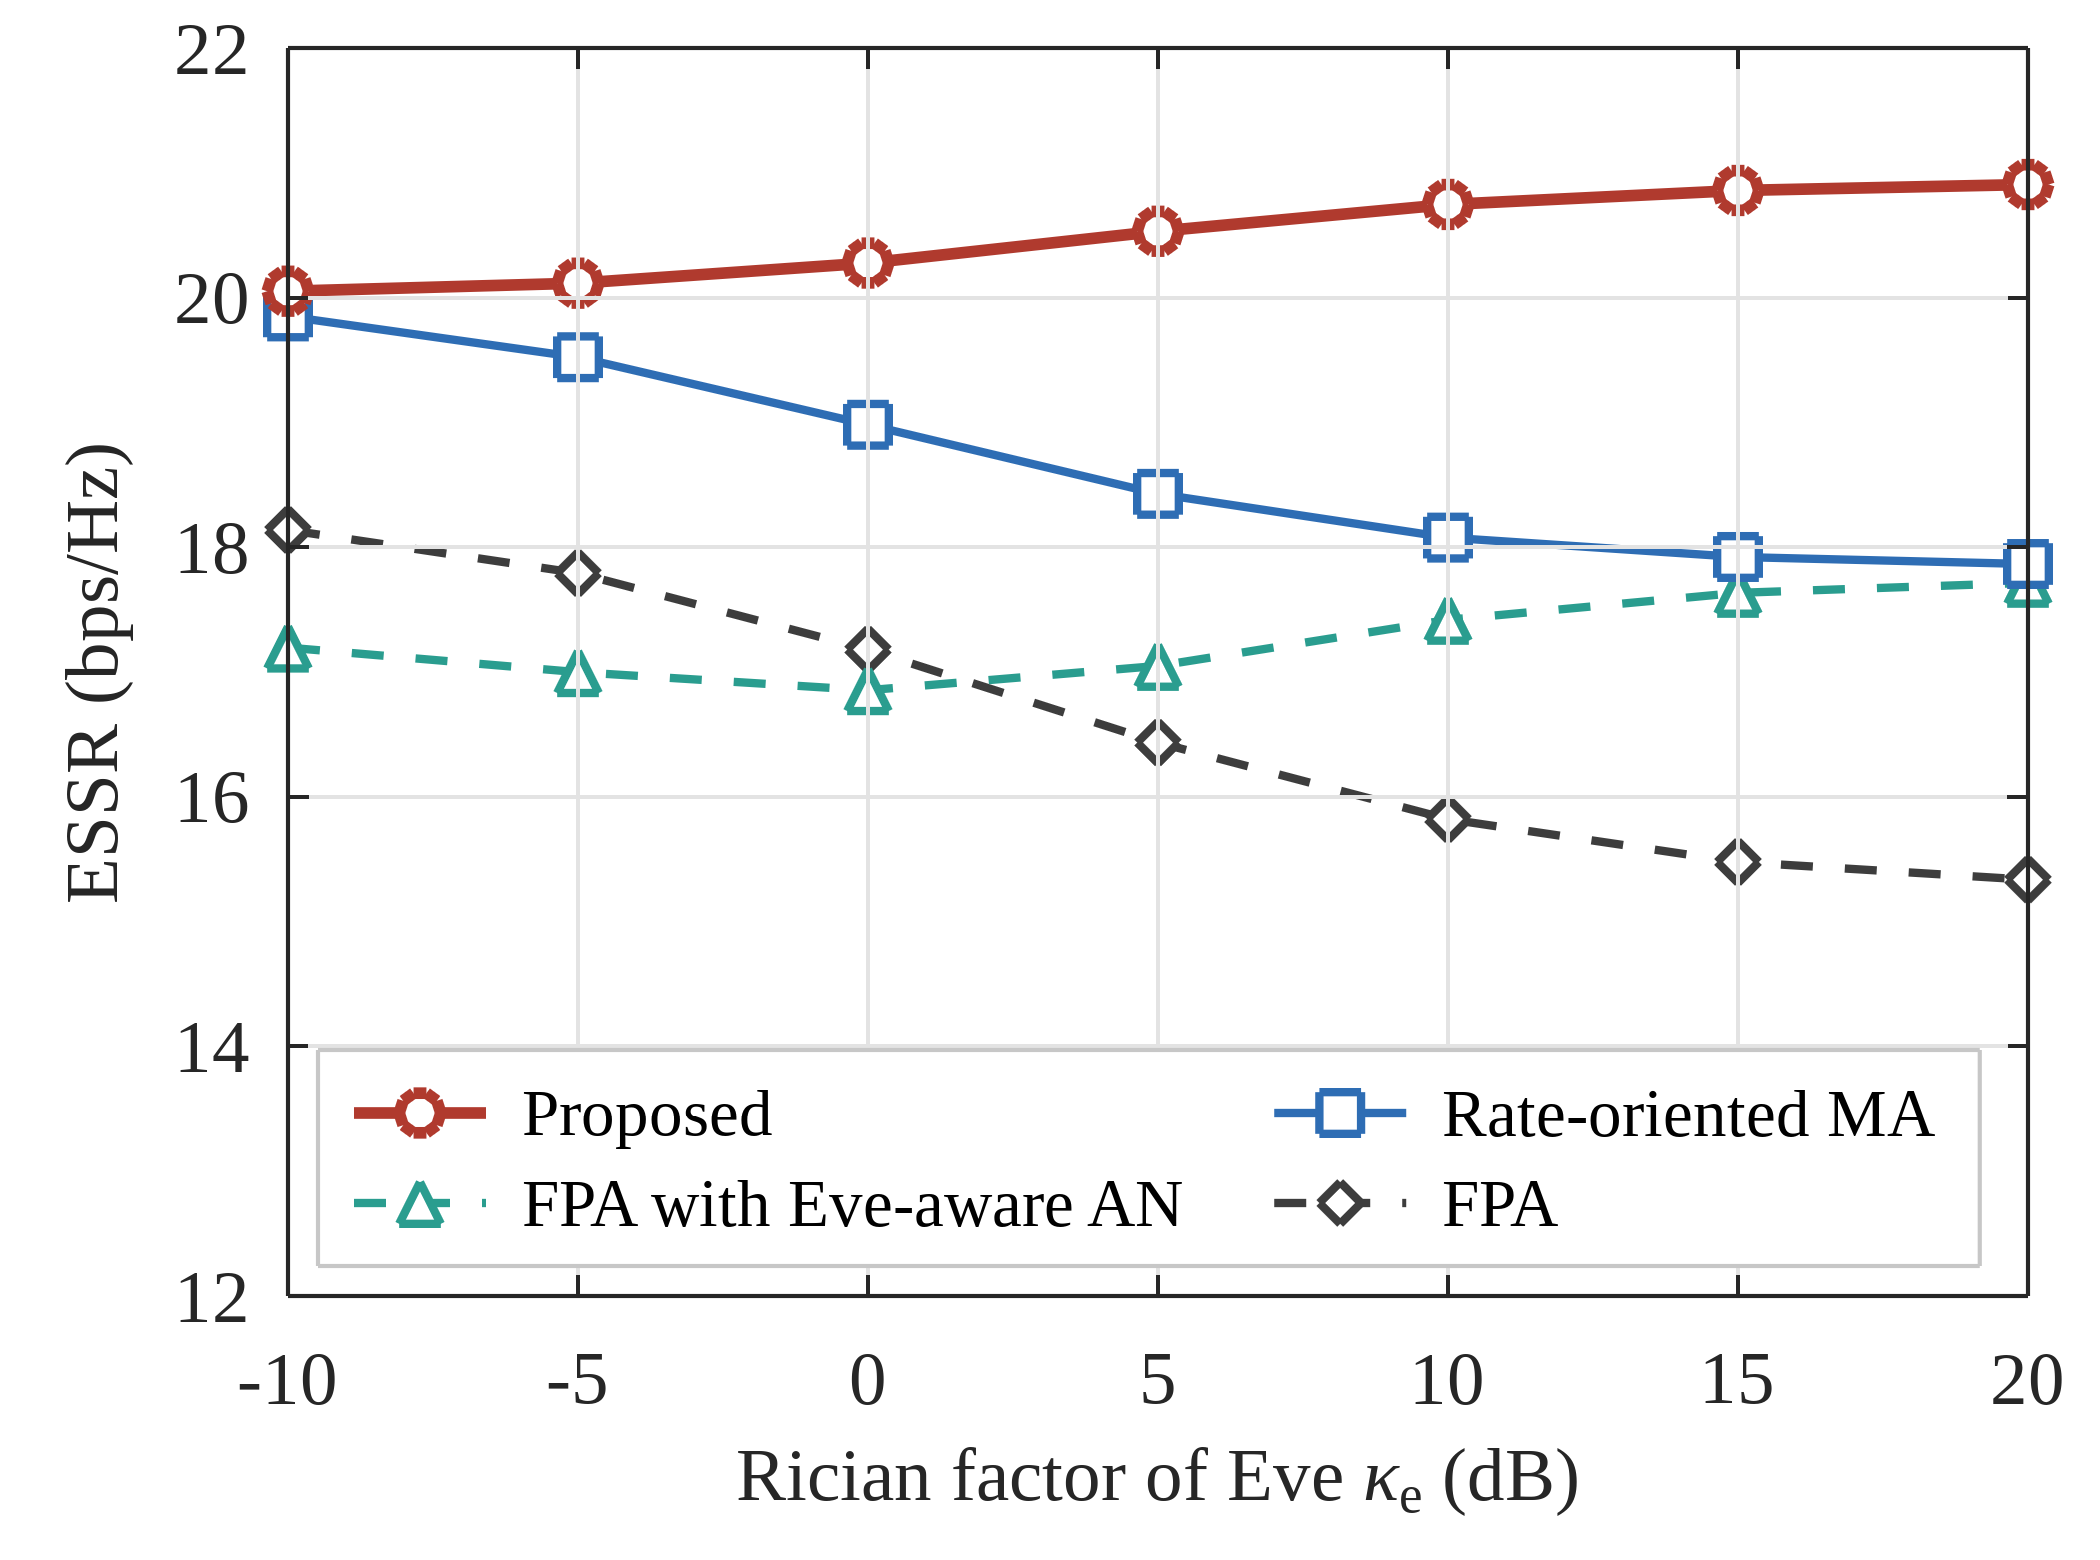 22
20
18
16
14
12
ESSR (bps/Hz)
Proposed
Rate-oriented MA
FPA with Eve-aware AN
FPA
-10 -5 0 5 10 15 20
Rician factor of Eve κe (dB)